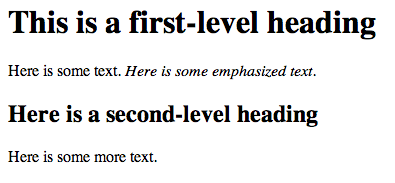 This is a first-level heading
Here is some text. Here is some emphasized text.
Here is a second-level heading
Here is some more text.